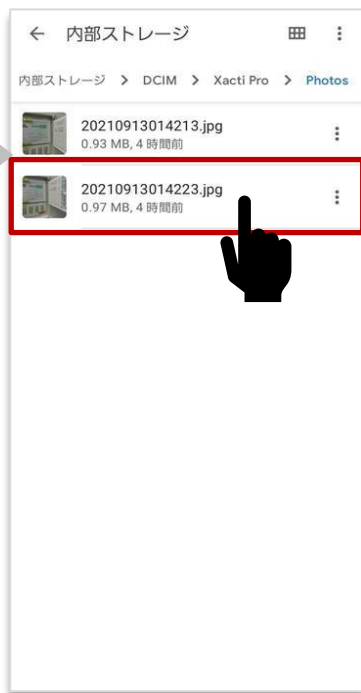 内部ストレージ
内部ストレージ > DCIM > Xacti Pro > Photos
20210913014213.jpg
0.93 MB, 4 時間前
20210913014223.jpg
0.97 MB, 4 時間前